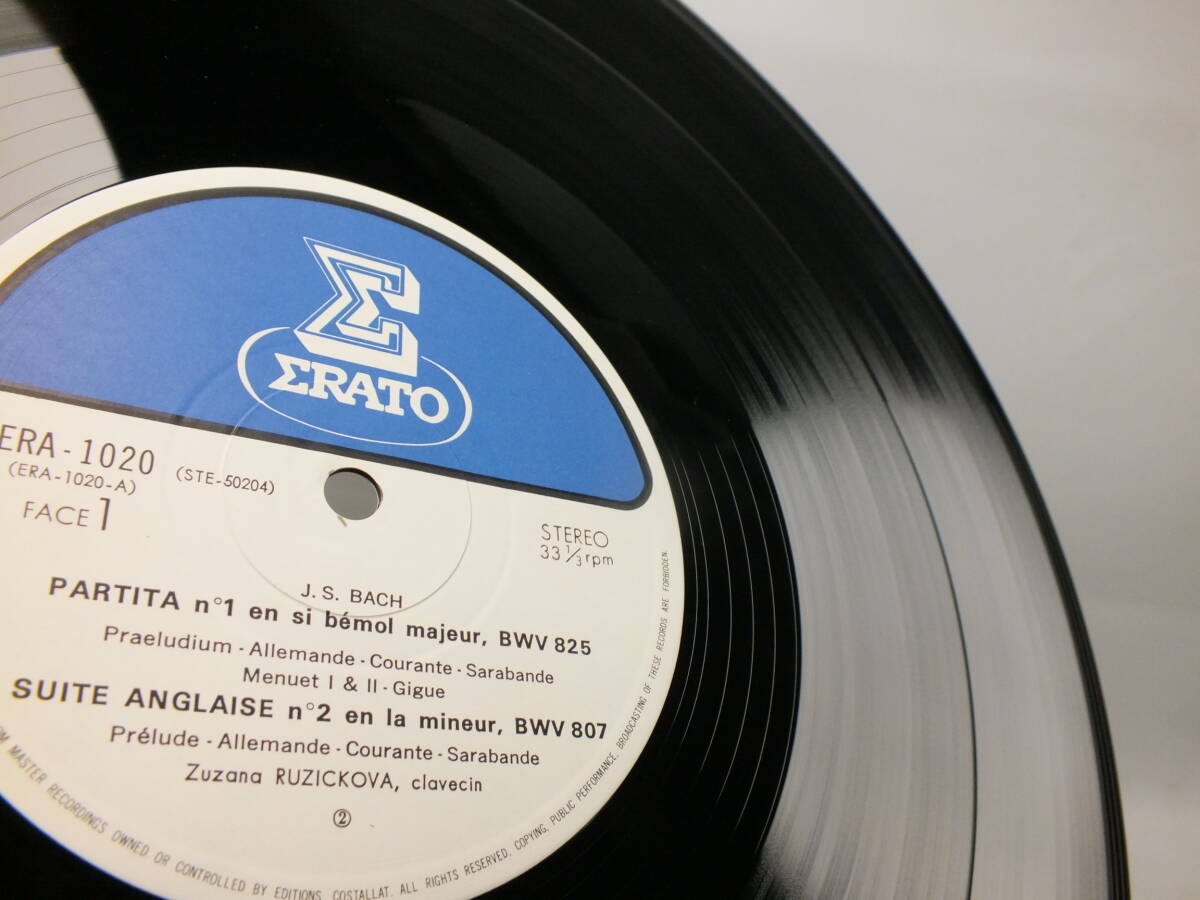 Σ
ΣRATO
ERA-1020
(ERA-1020-A)
(STE-50204)
FACE 1
STEREO
33 1/3 rpm
J. S. BACH
PARTITA n°1 en si bémol majeur, BWV 825
Praeludium - Allemande - Courante - Sarabande
Menuet I & II - Gigue
SUITE ANGLAISE n°2 en la mineur, BWV 807
Prélude - Allemande - Courante - Sarabande
Zuzana RUZICKOVA, clavecin
②
MASTER RECORDINGS OWNED OR CONTROLLED BY EDITIONS, COSTALLAT. ALL RIGHTS RESERVED. COPYING, PUBLIC PERFORMANCE, BROADCASTING OF THESE RECORDS ARE FORBIDDEN.